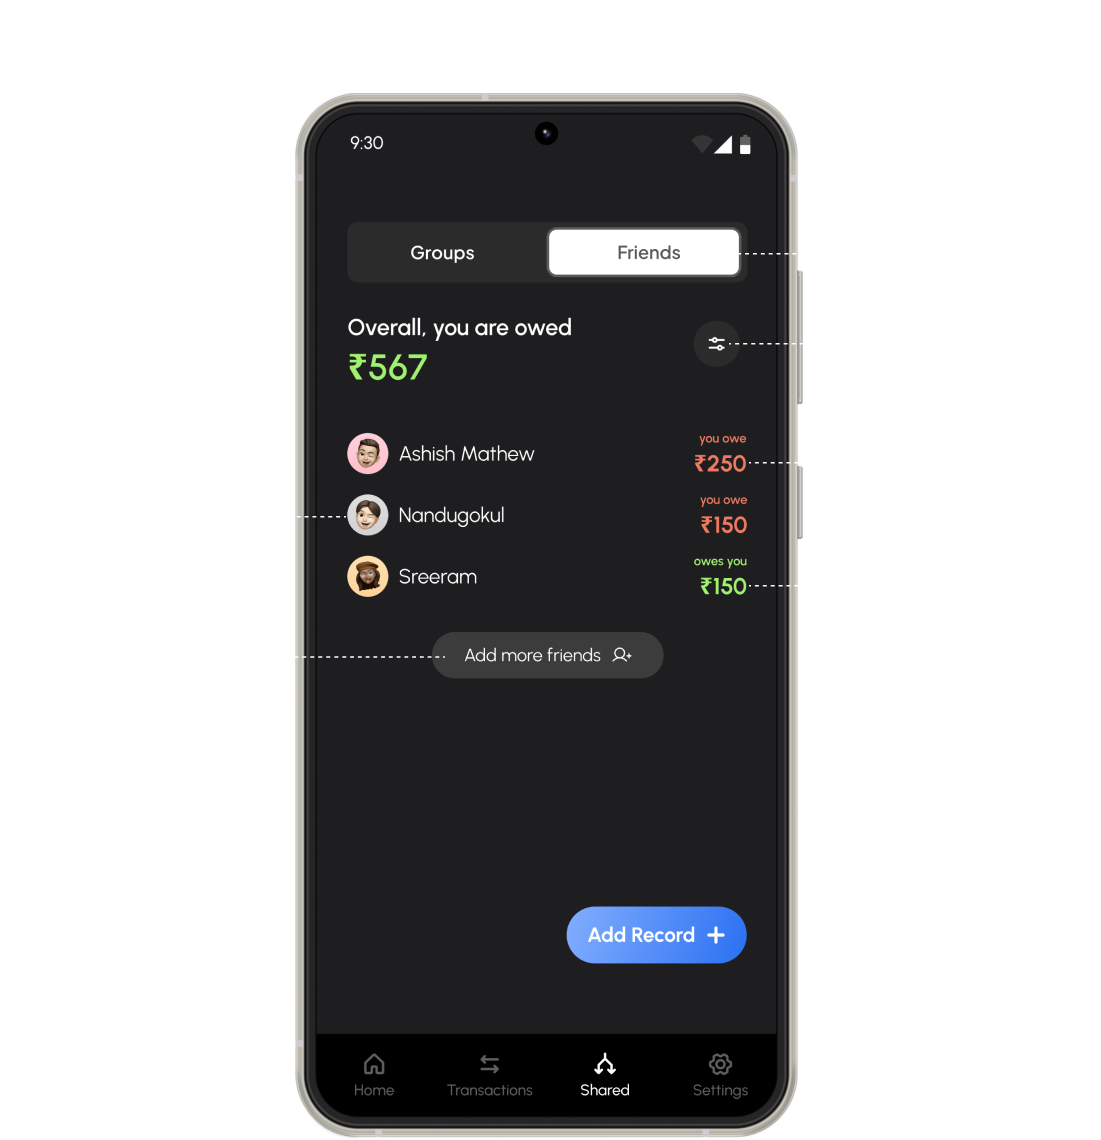 9:30
Groups
Friends
Overall, you are owed
₹567
Ashish Mathew
you owe
₹250
Nandugokul
you owe
₹150
Sreeram
owes you
₹150
Add more friends
Add Record
Home
Transactions
Shared
Settings